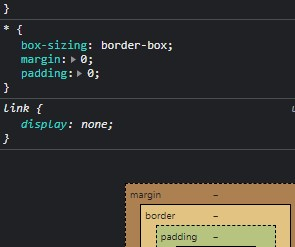 }
* {
box-sizing: border-box;
margin:▶ 0;
padding:▶ 0;
}
link {
display: none;
}
margin –
border –
padding –